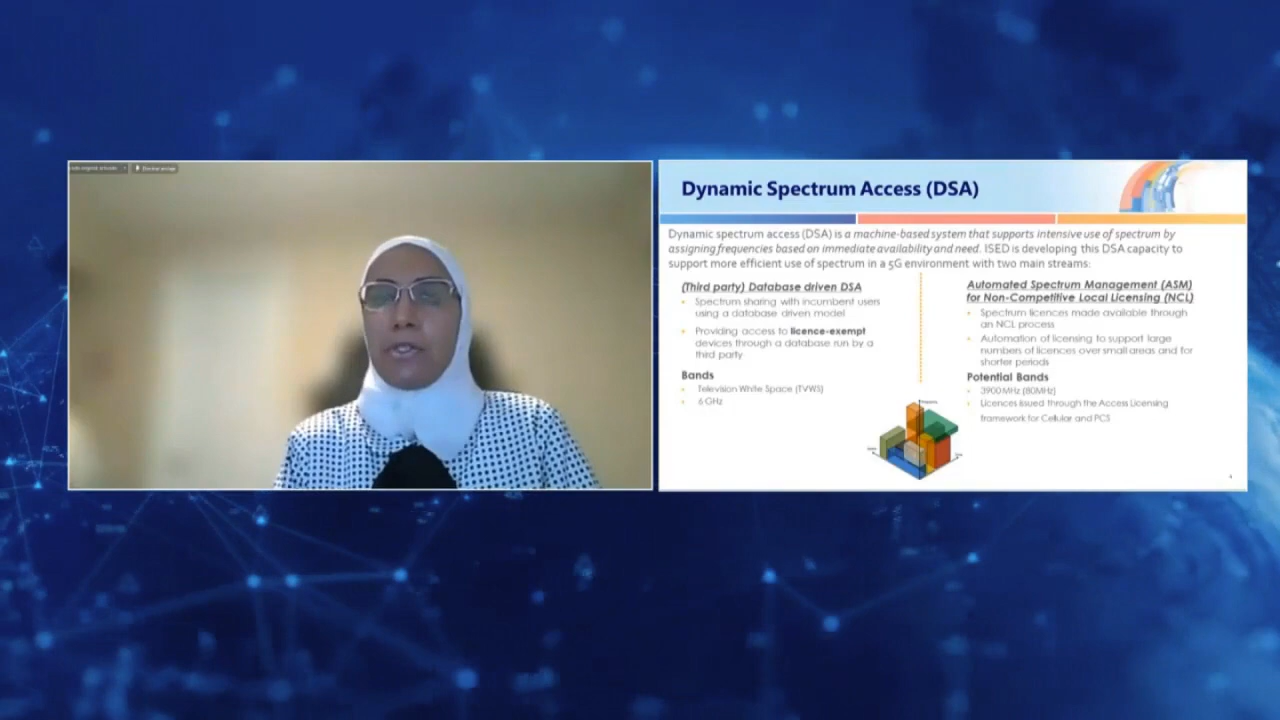 Dynamic Spectrum Access (DSA)
Dynamic spectrum access (DSA) is a machine-based system that supports intensive use of spectrum by
assigning frequencies based on immediate availability and need. ISED is developing this DSA capacity to
support more efficient use of spectrum in a 5G environment with two main streams:
(Third party) Database driven DSA
• Spectrum sharing with incumbent users
using a database driven model
• Providing access to licence-exempt
devices through a database run by a
third party
Bands
• Television White Space (TVWS)
• 6 GHz
Automated Spectrum Management (ASM)
for Non-Competitive Local Licensing (NCL)
• Spectrum licences made available through
an NCL process
• Automation of licensing to support large
numbers of licences over small areas and for
shorter periods
Potential Bands
• 3900 MHz (80MHz)
• Licences issued through the Access Licensing
framework for Cellular and PCS